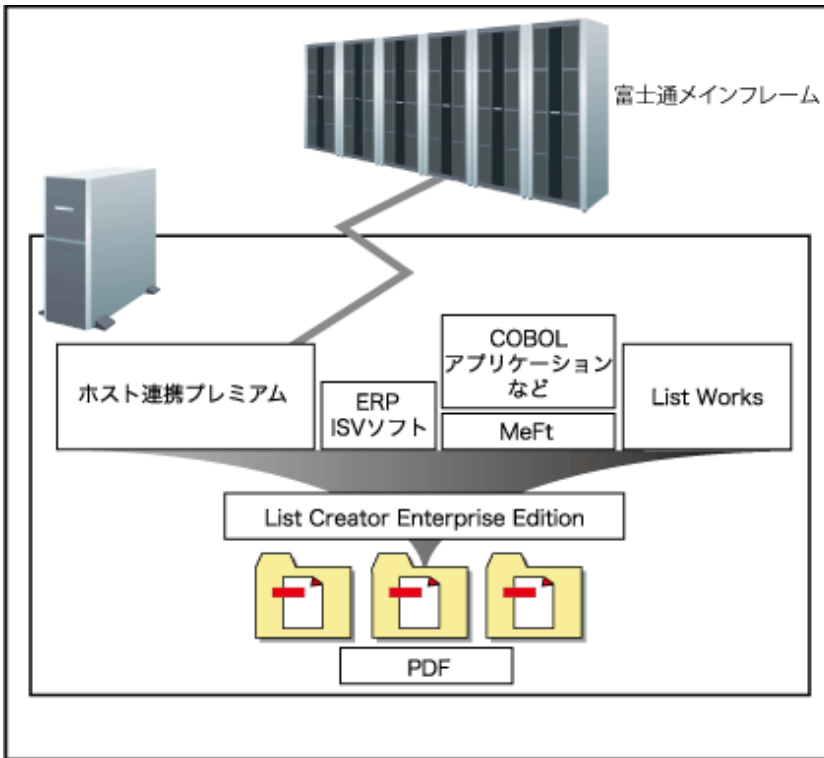 富士通メインフレーム
ホスト連携プレミアム
ERP
ISVソフト
COBOL
アプリケーション
など
MeFt
List Works
List Creator Enterprise Edition
PDF